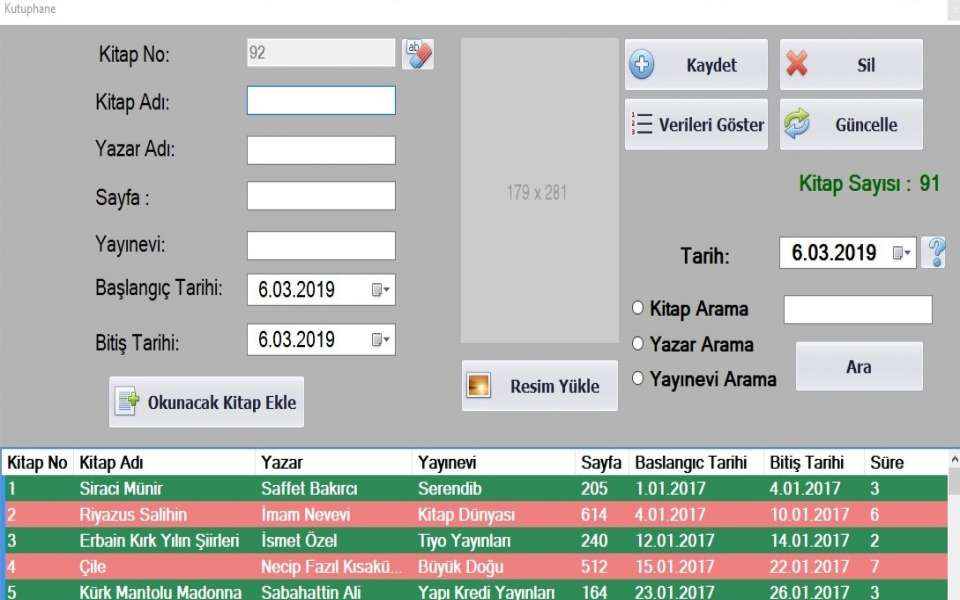 Kutuphane
Kitap No: 92
Kitap Adı:
Yazar Adı:
Sayfa :
Yayınevi:
Başlangıç Tarihi: 6.03.2019
Bitiş Tarihi: 6.03.2019
Okunacak Kitap Ekle
179 x 281
Resim Yükle
Kaydet Sil
Verileri Göster Güncelle
Kitap Sayısı : 91
Tarih: 6.03.2019
Kitap Arama
Yazar Arama
Yayınevi Arama
Ara
Kitap No Kitap Adı Yazar Yayınevi Sayfa Baslangıc Tarihi Bitiş Tarihi Süre
1 Siraci Münir Saffet Bakırcı Serendib 205 1.01.2017 4.01.2017 3
2 Riyazus Salihin İmam Nevevi Kitap Dünyası 614 4.01.2017 10.01.2017 6
3 Erbain Kırk Yılın Şiirleri İsmet Özel Tiyo Yayınları 240 12.01.2017 14.01.2017 2
4 Çile Necip Fazıl Kısakü... Büyük Doğu 512 15.01.2017 22.01.2017 7
5 Kürk Mantolu Madonna Sabahattin Ali Yapı Kredi Yayınları 164 23.01.2017 26.01.2017 3